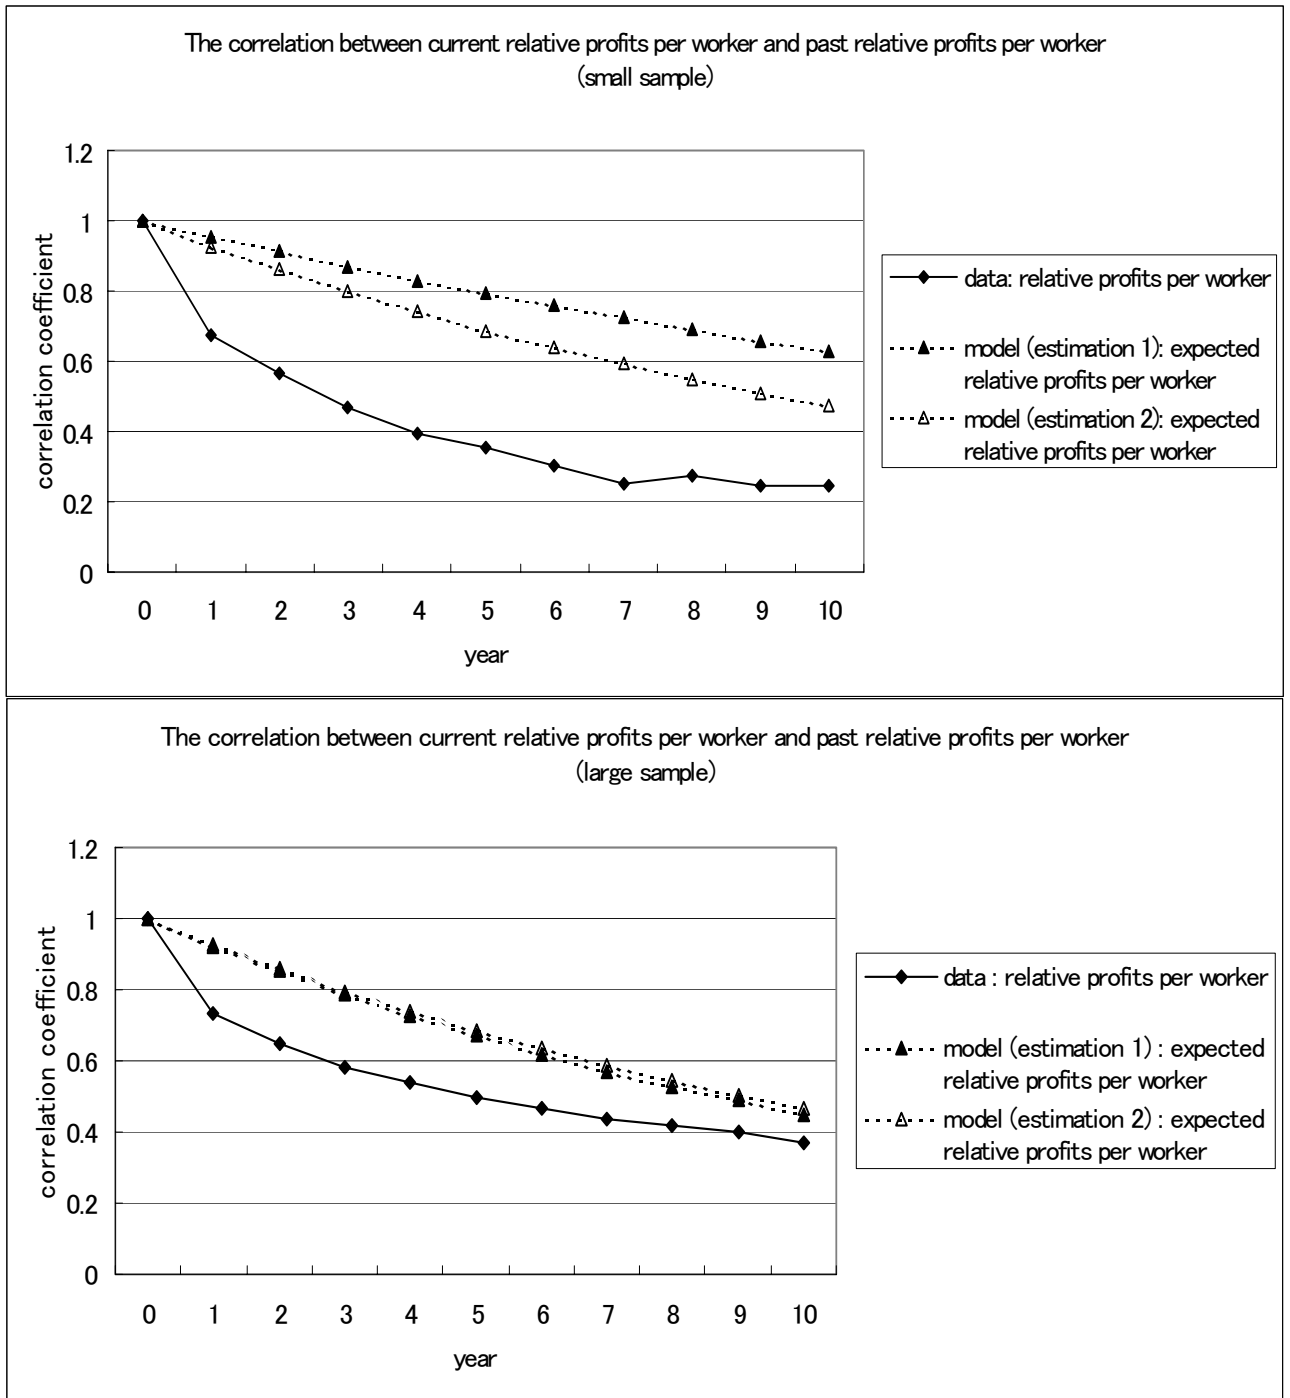 The correlation between current relative profits per worker and past relative profits per worker
(small sample)
1.2
1
0.8
0.6
0.4
0.2
0
correlation coefficient
0 1 2 3 4 5 6 7 8 9 10
year
data: relative profits per worker
model (estimation 1): expected
relative profits per worker
model (estimation 2): expected
relative profits per worker
The correlation between current relative profits per worker and past relative profits per worker
(large sample)
1.2
1
0.8
0.6
0.4
0.2
0
correlation coefficient
0 1 2 3 4 5 6 7 8 9 10
year
data : relative profits per worker
model (estimation 1) : expected
relative profits per worker
model (estimation 2) : expected
relative profits per worker